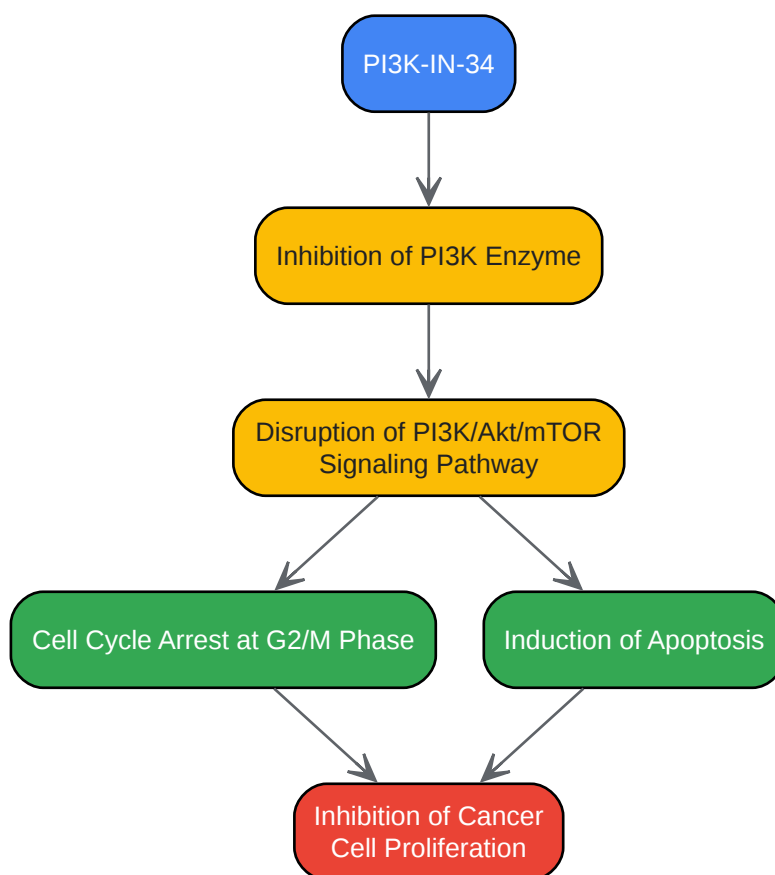 PI3K-IN-34
Inhibition of PI3K Enzyme
Disruption of PI3K/Akt/mTOR
Signaling Pathway
Cell Cycle Arrest at G2/M Phase
Induction of Apoptosis
Inhibition of Cancer
Cell Proliferation